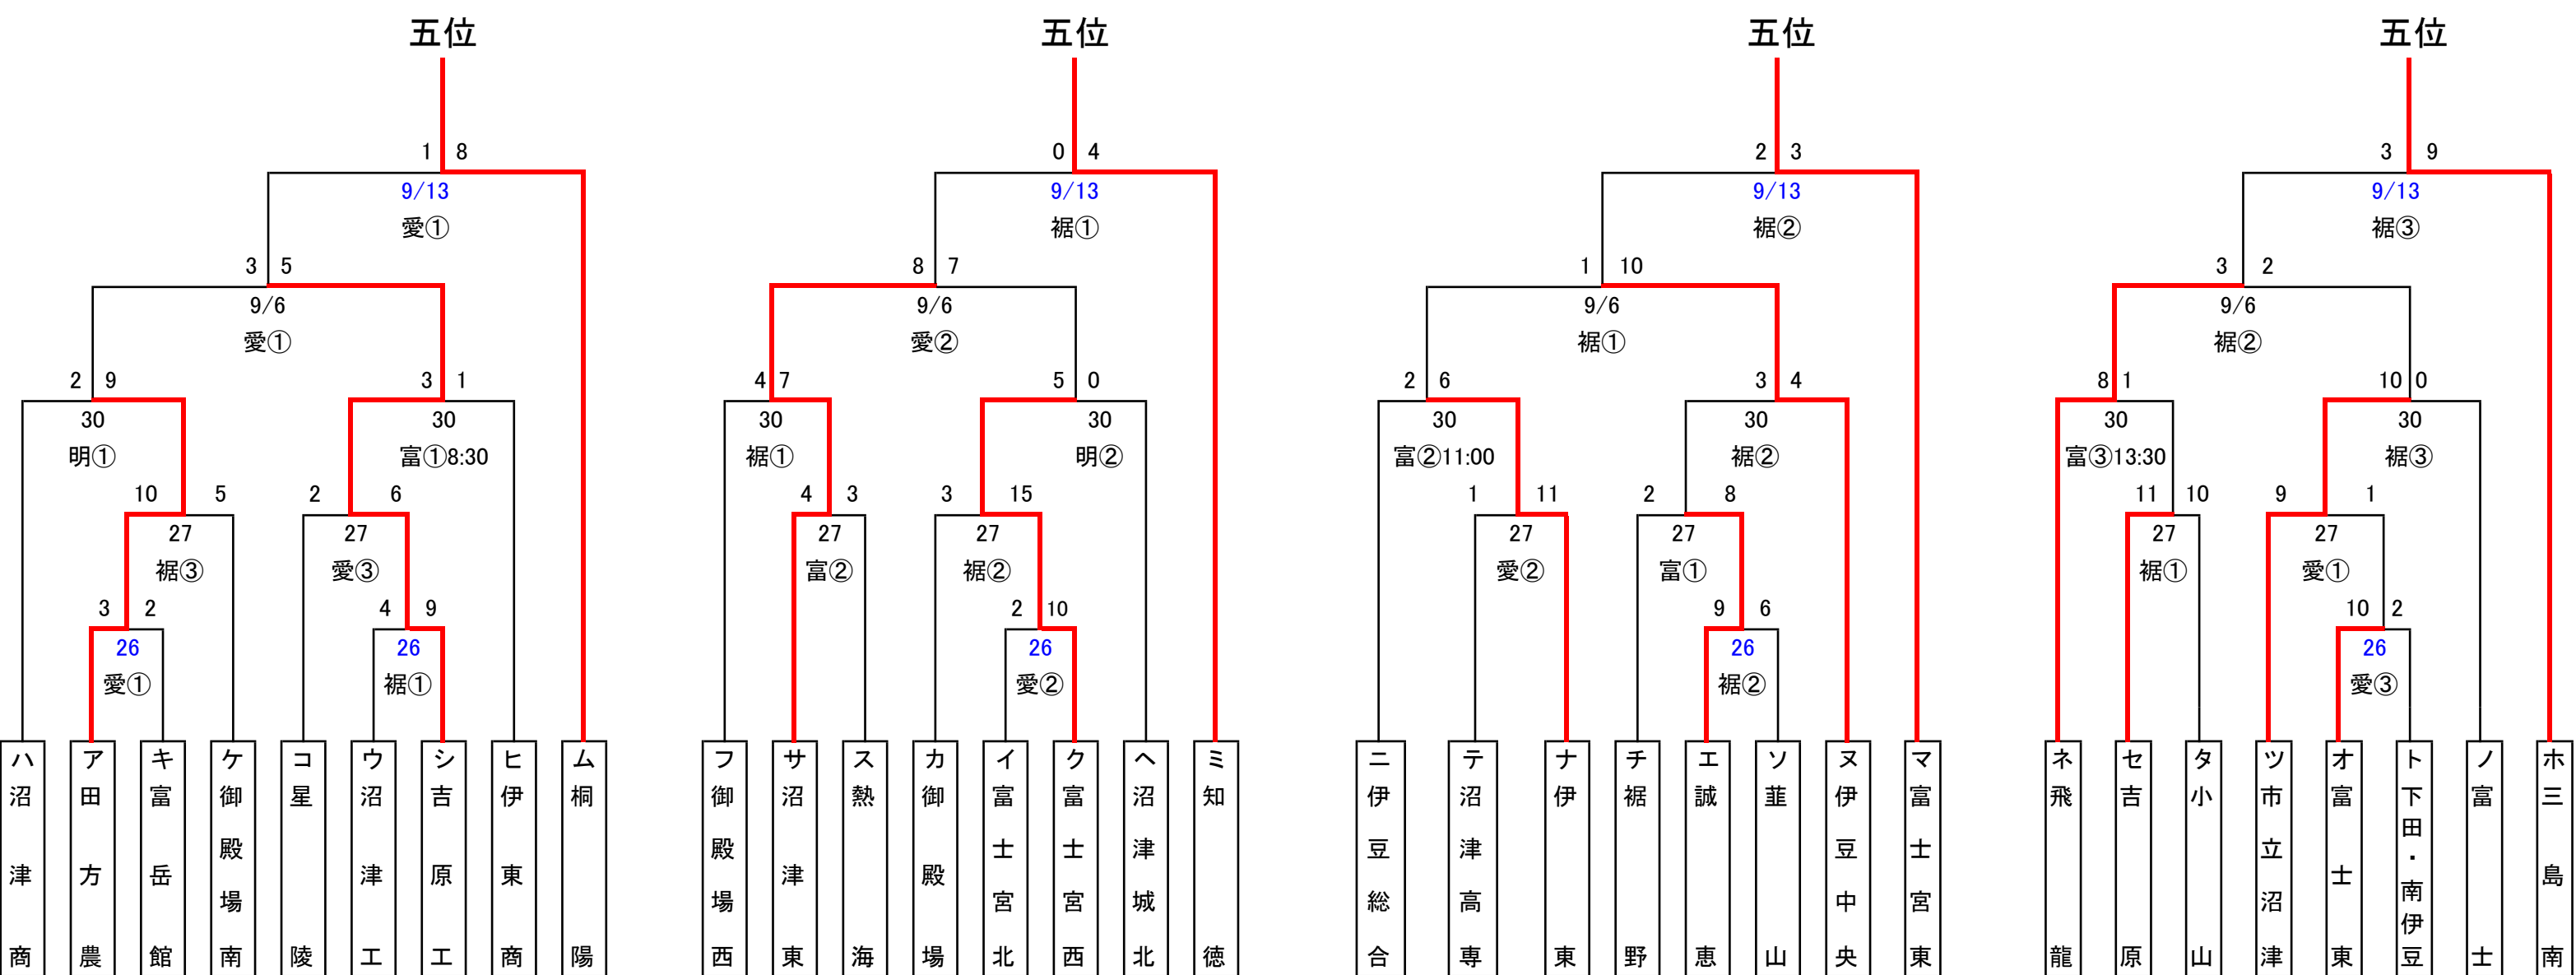 五位 五位 五位 五位
1 8 0 4 2 3 3 9
9/13 9/13 9/13 9/13
愛① 裾① 裾② 裾③
3 5 8 7 1 10 3 2
9/6 9/6 9/6 9/6
愛① 愛② 裾① 裾②
2 9 3 1 4 7 5 0 2 6 3 4 8 1 10 0
30 30 30 30 30 30 30 30
明① 富①8:30 裾① 明② 富②11:00 裾② 富③13:30 裾③
10 5 2 6 4 3 3 15 1 11 2 8 11 10 9 1
27 27 27 27 27 27 27 27
裾③ 愛③ 富② 裾② 愛② 富① 裾① 愛①
3 2 4 9 2 10 9 6 10 2
26 26 26 26 26
愛① 裾① 愛② 裾② 愛③
ハ沼津商
ア田方農
キ富岳館
ケ御殿場南
コ星陵
ウ沼津工
シ吉原工
ヒ伊東商
ム桐陽
フ御殿場西
サ沼津東
ス熱海
カ御殿場
イ富士宮北
ク富士宮西
ヘ沼津城北
ミ知徳
ニ伊豆総合
テ沼津高専
ナ伊東
チ裾野
エ誠恵
ソ韮山
ヌ伊豆中央
マ富士宮東
ネ飛龍
セ吉原
タ小山
ツ市立沼津
オ富士東
ト下田・南伊豆
ノ富士
ホ三島南